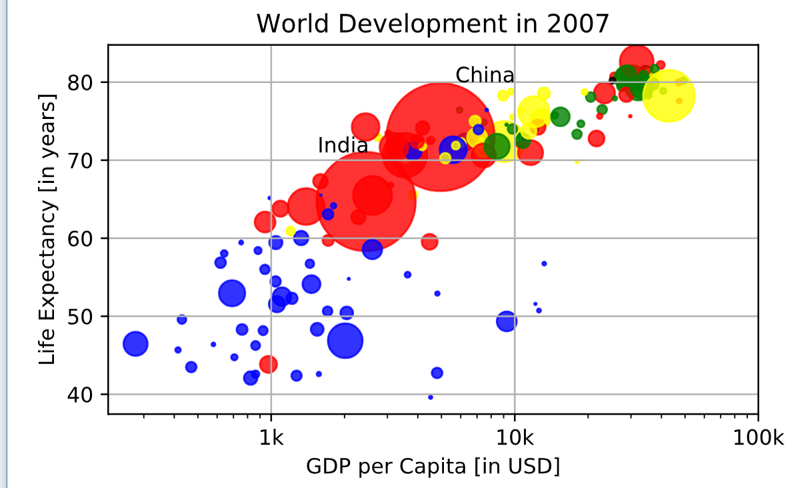 World Development in 2007
Life Expectancy [in years]
80
70
60
50
40
China
India
1k
10k
100k
GDP per Capita [in USD]